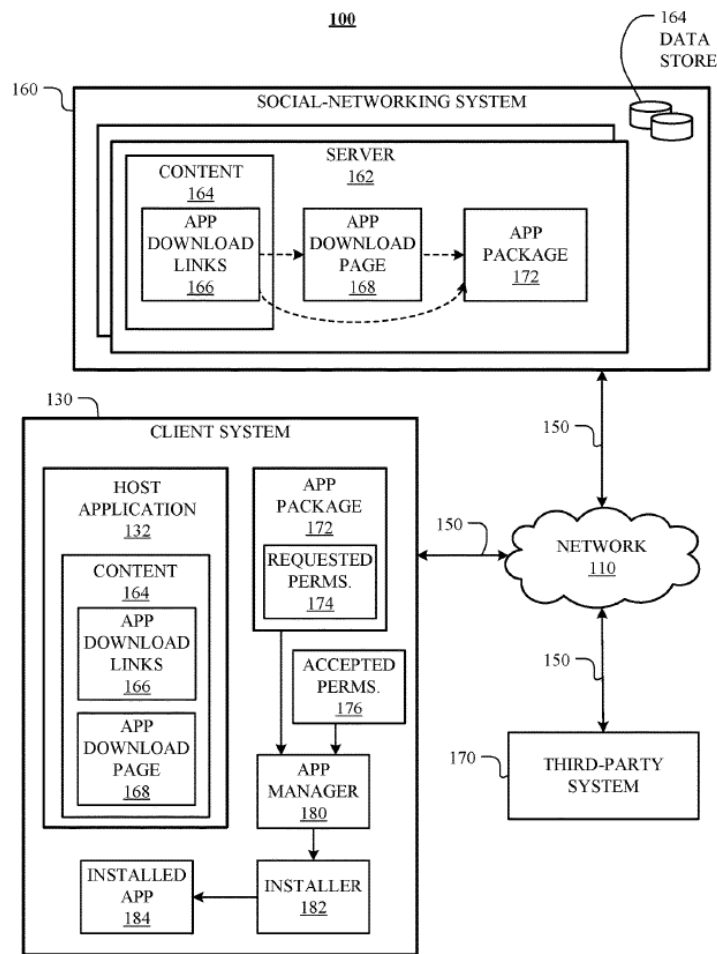 100
164
DATA
STORE
160
SOCIAL-NETWORKING SYSTEM
SERVER
162
CONTENT
164
APP
DOWNLOAD
LINKS
166
APP
DOWNLOAD
PAGE
168
APP
PACKAGE
172
130
CLIENT SYSTEM
150
HOST
APPLICATION
132
CONTENT
164
APP
DOWNLOAD
LINKS
166
APP
DOWNLOAD
PAGE
168
APP
PACKAGE
172
REQUESTED
PERMS.
174
ACCEPTED
PERMS.
176
APP
MANAGER
180
INSTALLER
182
INSTALLED
APP
184
150
NETWORK
110
150
170
THIRD-PARTY
SYSTEM